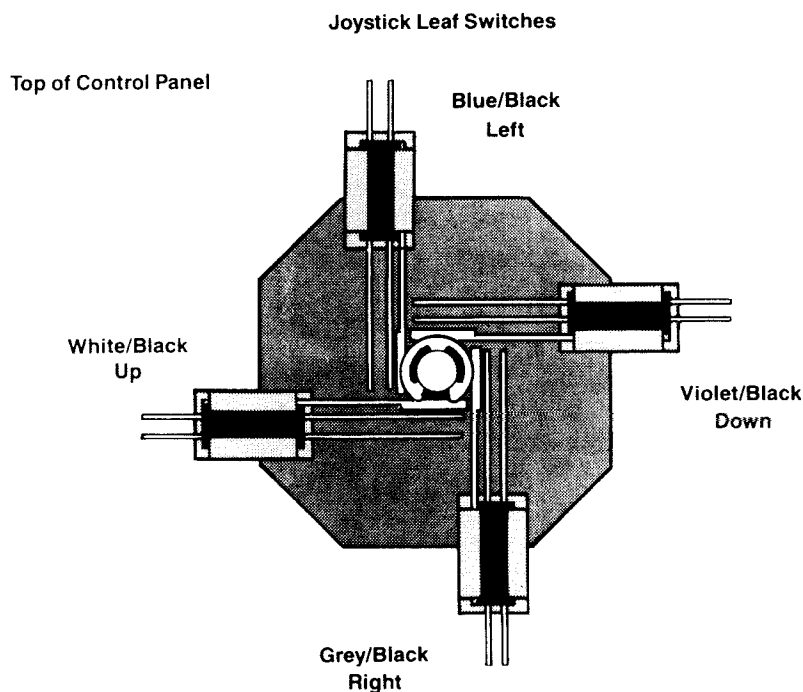 Joystick Leaf Switches
Top of Control Panel
Blue/Black
Left
White/Black
Up
Violet/Black
Down
Grey/Black
Right